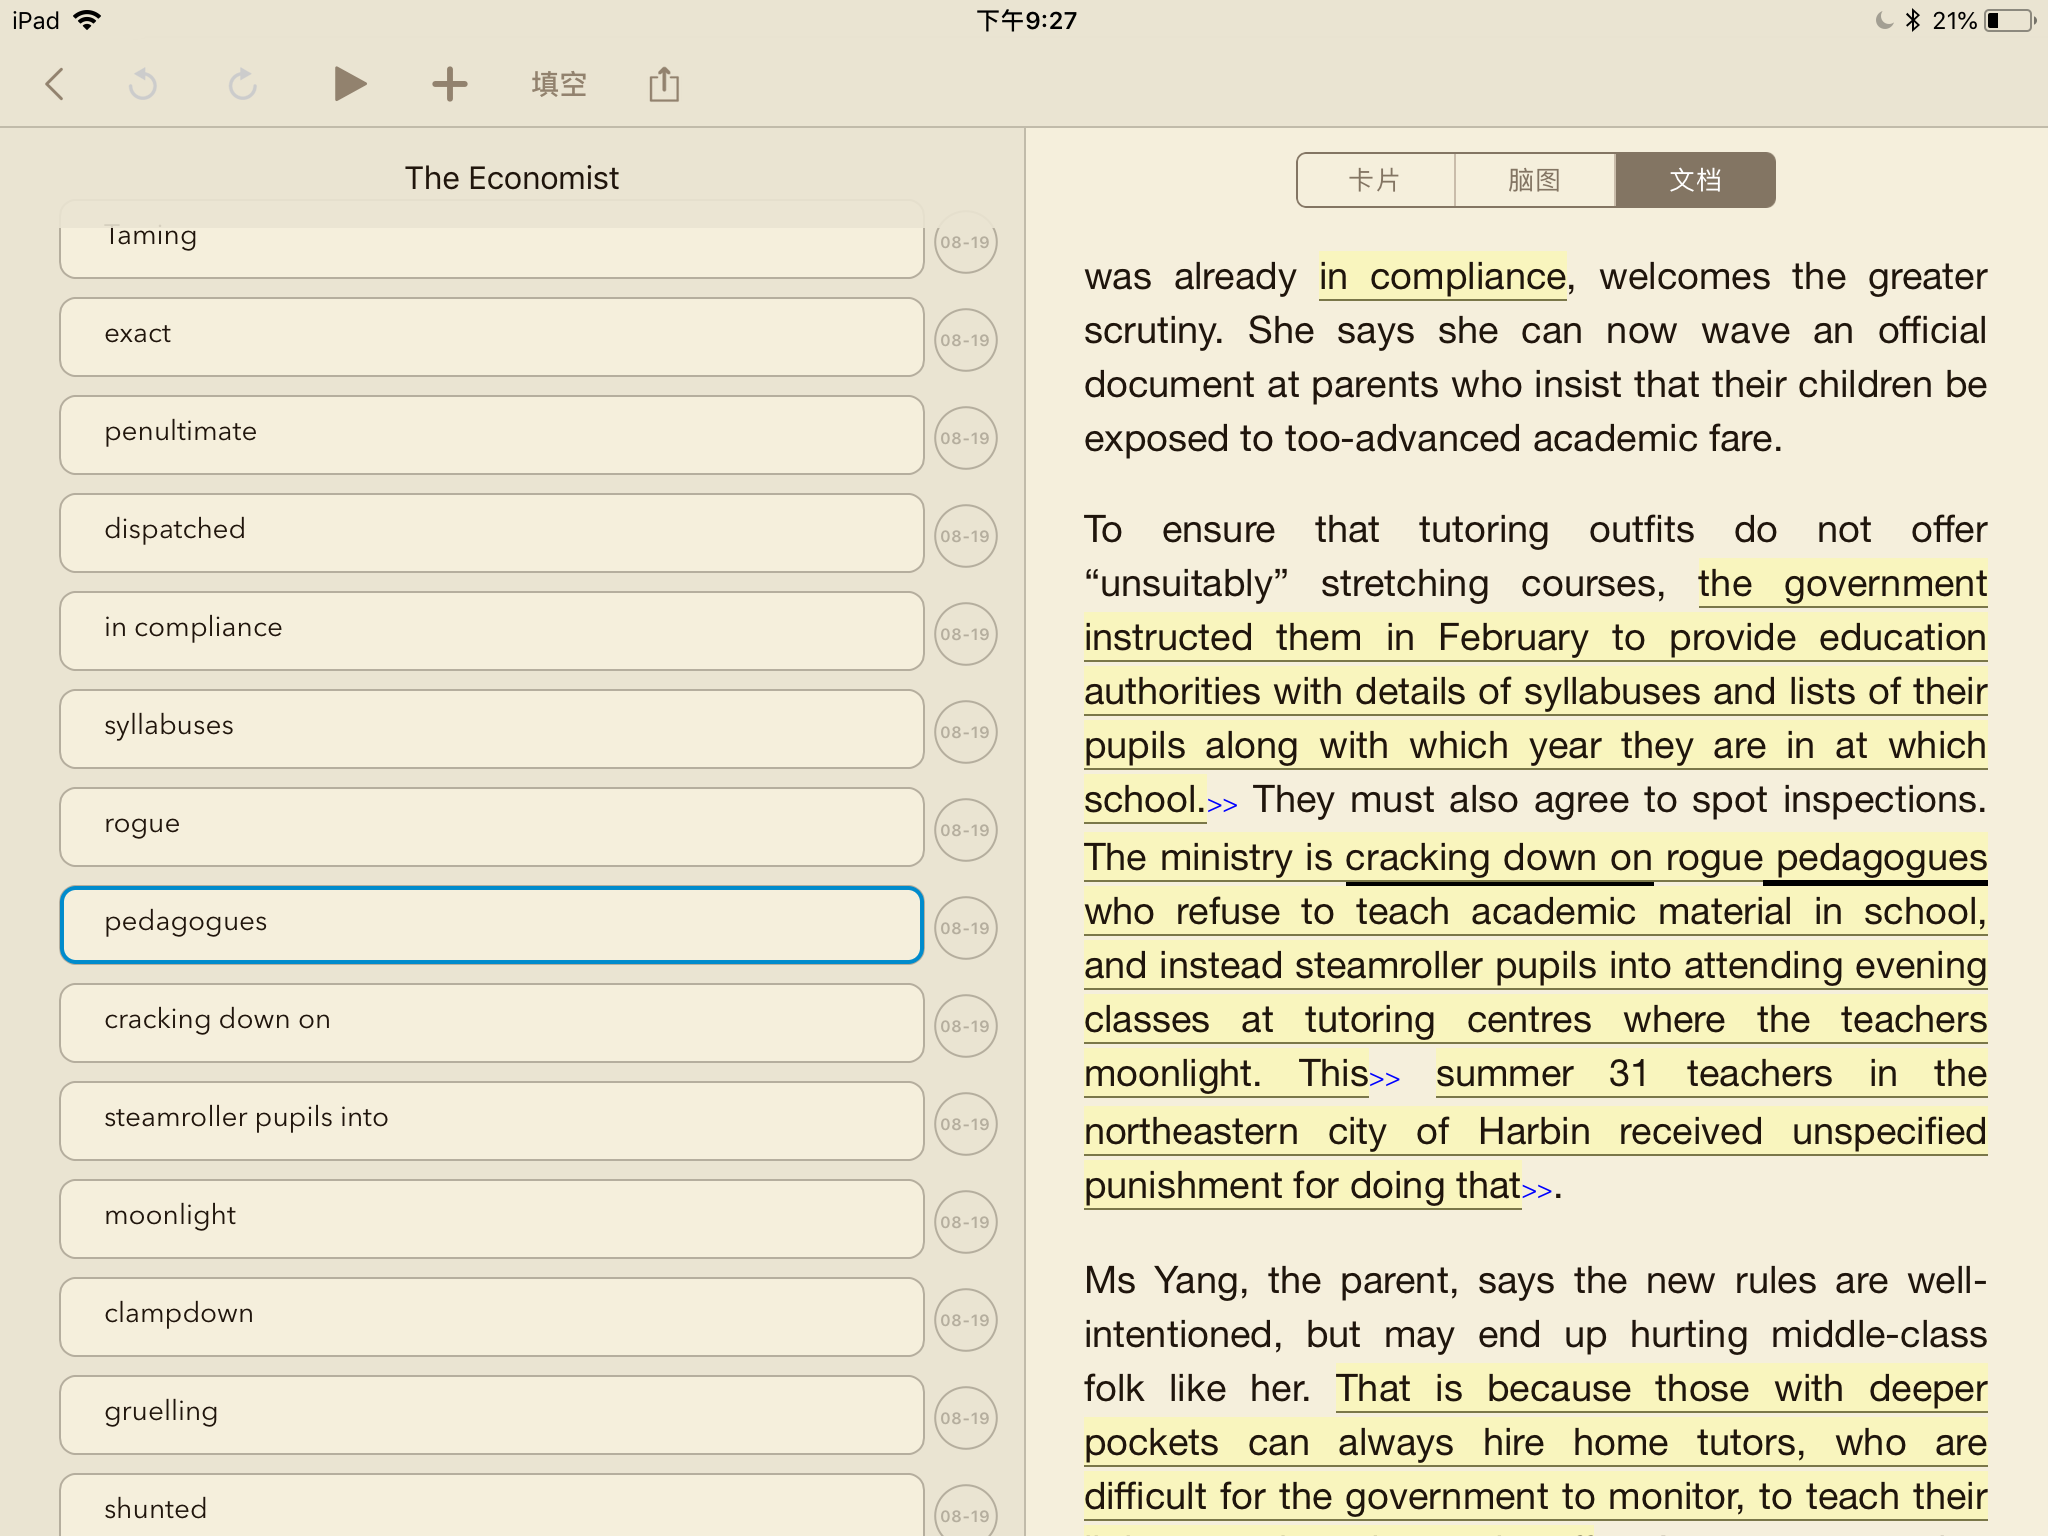 iPad
下午9:27
21%
填空
The Economist
Taming
08-19
exact
08-19
penultimate
08-19
dispatched
08-19
in compliance
08-19
syllabuses
08-19
rogue
08-19
pedagogues
08-19
cracking down on
08-19
steamroller pupils into
08-19
moonlight
08-19
clampdown
08-19
gruelling
08-19
shunted
08-19
卡片
脑图
文档
was already in compliance, welcomes the greater
scrutiny. She says she can now wave an official
document at parents who insist that their children be
exposed to too-advanced academic fare.
To ensure that tutoring outfits do not offer
“unsuitably” stretching courses, the government
instructed them in February to provide education
authorities with details of syllabuses and lists of their
pupils along with which year they are in at which
school.>> They must also agree to spot inspections.
The ministry is cracking down on rogue pedagogues
who refuse to teach academic material in school,
and instead steamroller pupils into attending evening
classes at tutoring centres where the teachers
moonlight. This>> summer 31 teachers in the
northeastern city of Harbin received unspecified
punishment for doing that>>.
Ms Yang, the parent, says the new rules are well-
intentioned, but may end up hurting middle-class
folk like her. That is because those with deeper
pockets can always hire home tutors, who are
difficult for the government to monitor, to teach their